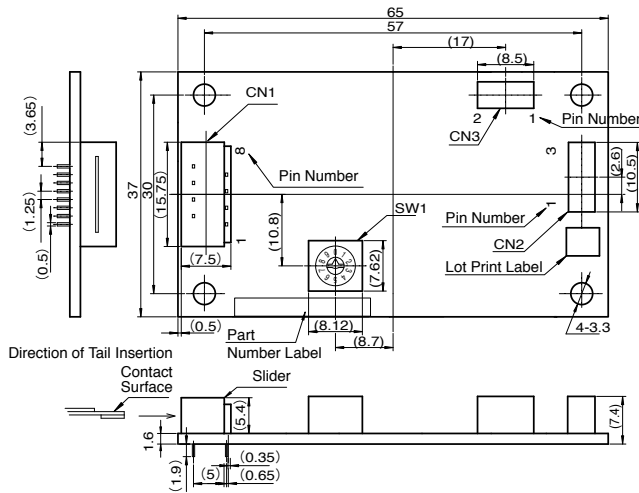 65
57
(17)
(8.5)
CN1
2
1
Pin Number
CN3
(3.65)
8
3
Pin Number
(2.6)
(10.5)
37
30
(15.75)
(1.25)
(10.8)
Pin Number
1
SW1
CN2
(0.5)
1
(7.5)
(7.62)
Lot Print Label
(0.5)
Part
Number Label
(8.12)
(8.7)
4-3.3
Direction of Tail Insertion
Contact
Surface
Slider
(5.4)
(7.4)
1.6
(1.9)
(5)
(0.35)
(0.65)